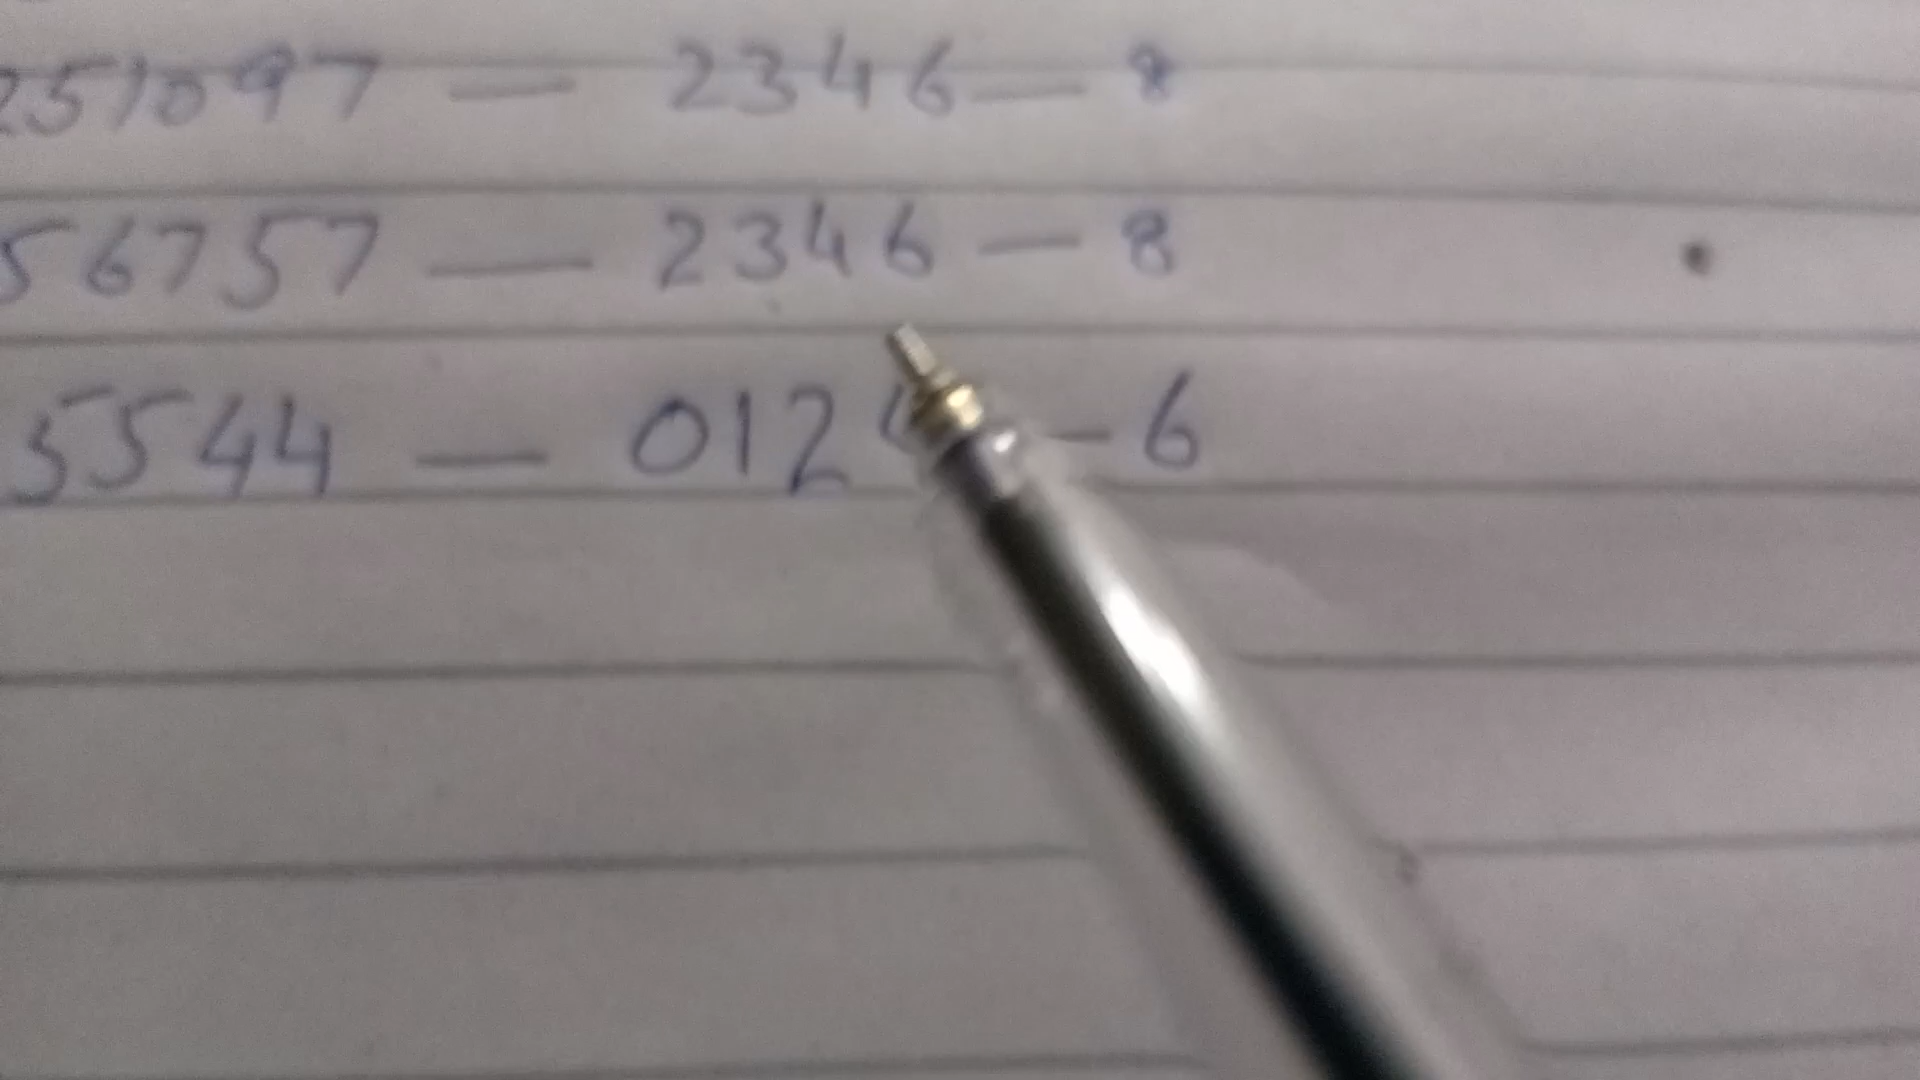 251097 — 2346 — 8
56757 — 2346 — 8
5544 — 012 — 6